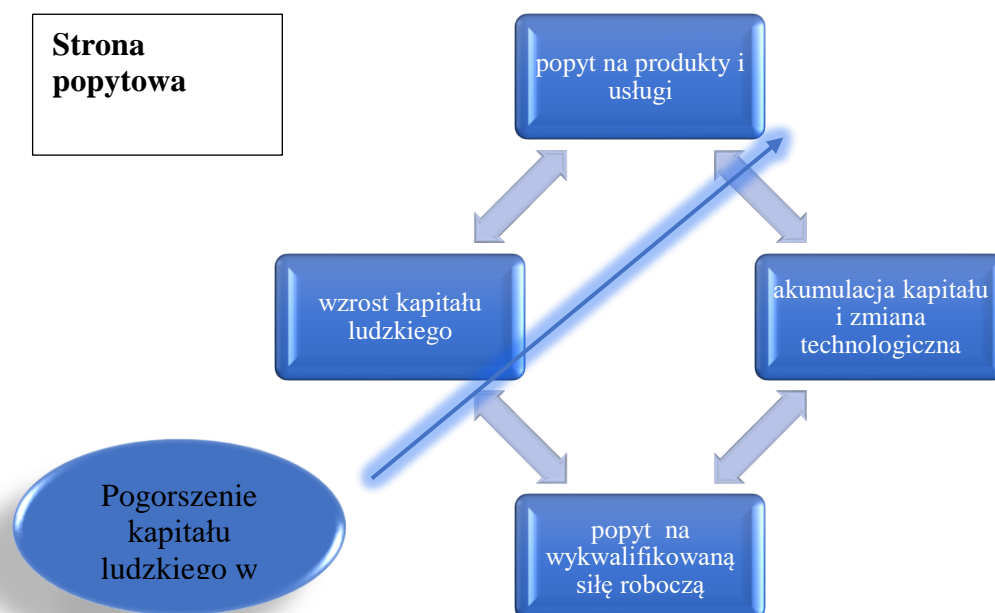 Strona
popytowa
popyt na produkty i
usługi
wzrost kapitału
ludzkiego
akumulacja kapitału
i zmiana
technologiczna
Pogorszenie
kapitału
ludzkiego w
popyt na
wykwalifikowaną
siłę roboczą